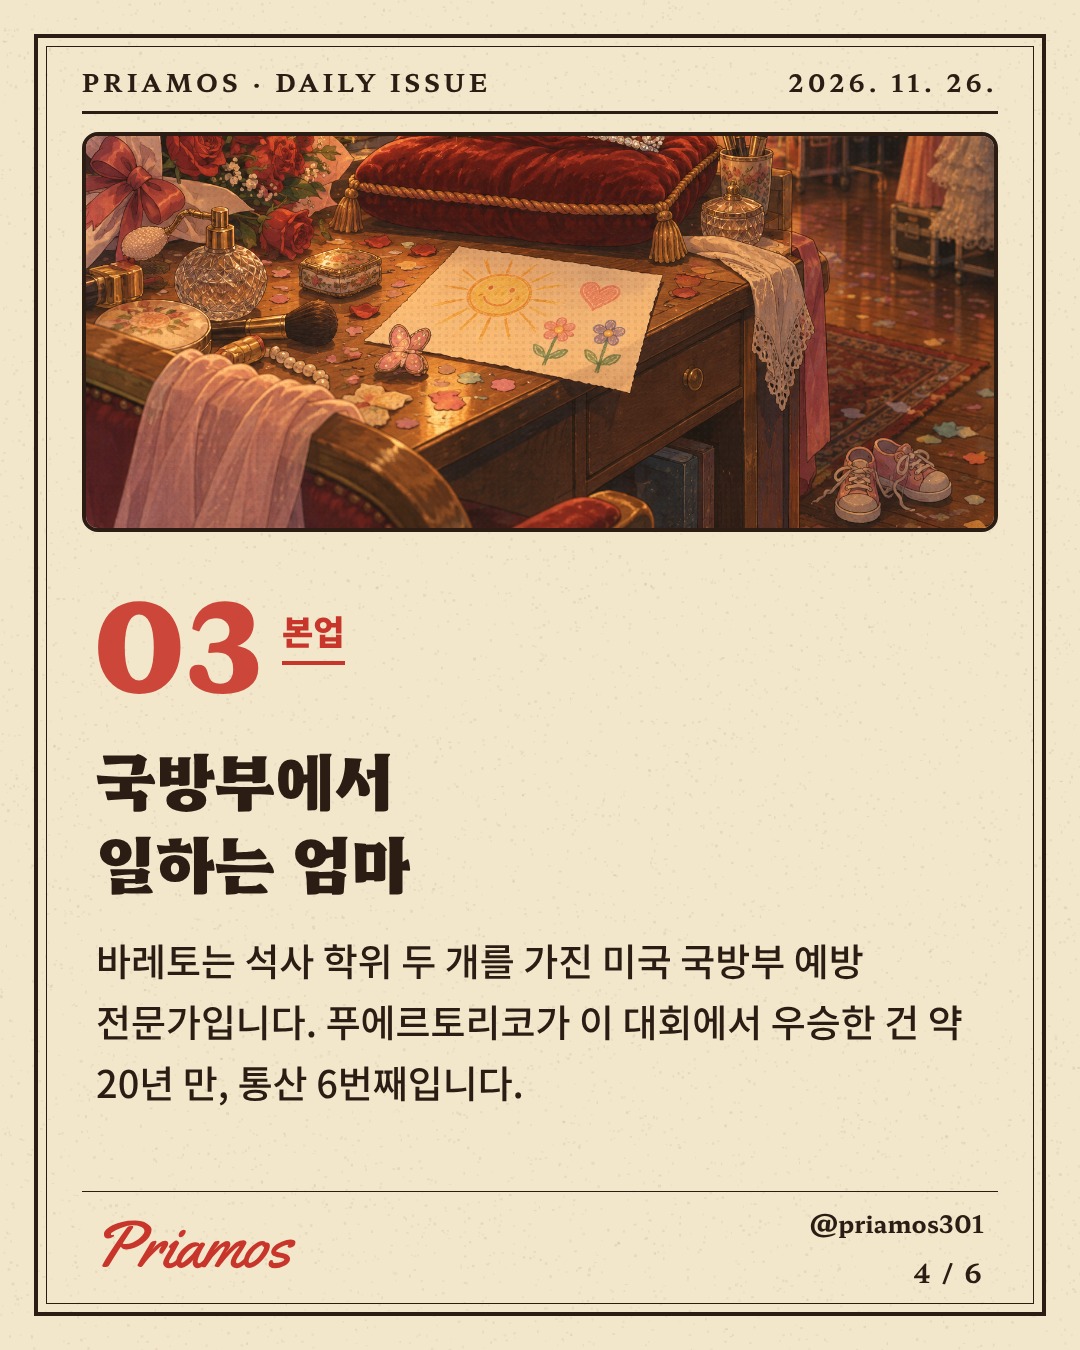 PRIAMOS · DAILY ISSUE
2026. 11. 26.
03
본업
국방부에서
일하는 엄마
바레토는 석사 학위 두 개를 가진 미국 국방부 예방
전문가입니다. 푸에르토리코가 이 대회에서 우승한 건 약
20년 만, 통산 6번째입니다.
Priamos
@priamos301
4 / 6